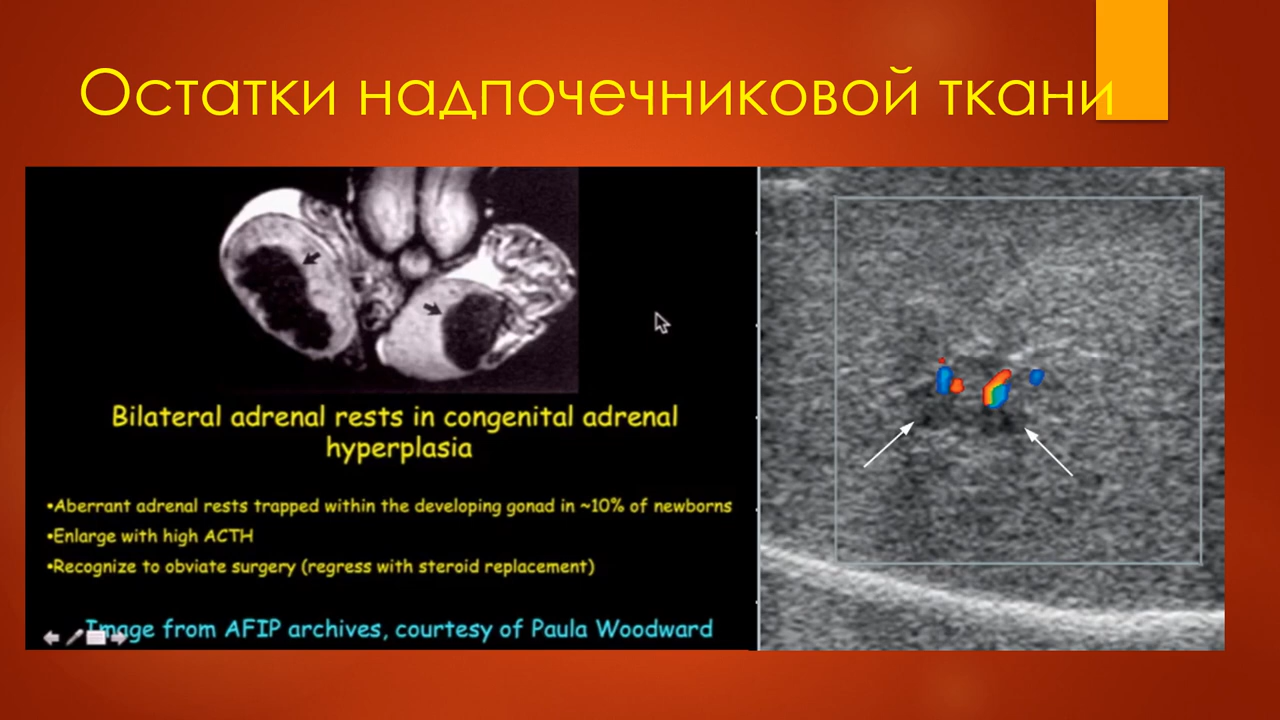 Остатки надпочечниковой ткани
Bilateral adrenal rests in congenital adrenal
hyperplasia
•Aberrant adrenal rests trapped within the developing gonad in ~10% of newborns
•Enlarge with high ACTH
•Recognize to obviate surgery (regress with steroid replacement)
Image from AFIP archives, courtesy of Paula Woodward